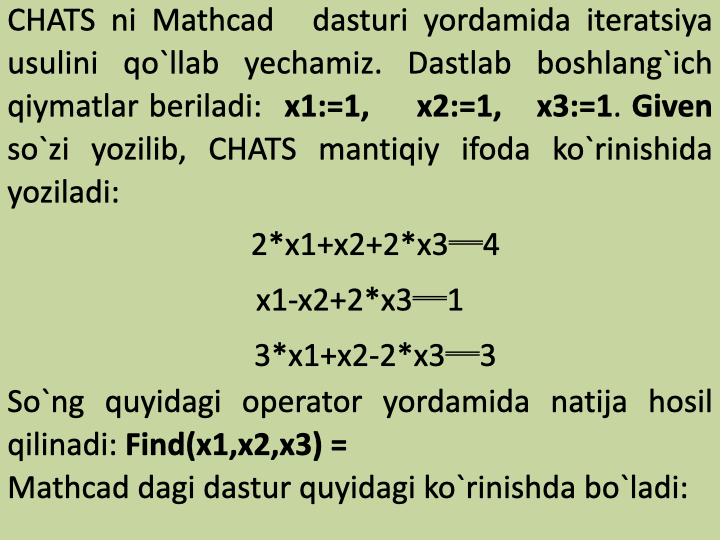 CHATS ni Mathcad dasturi yordamida iteratsiya
usulini qo`llab yechamiz. Dastlab boshlang`ich
qiymatlar beriladi: x1:=1, x2:=1, x3:=1. Given
so`zi yozilib, CHATS mantiqiy ifoda ko`rinishida
yoziladi:
2*x1+x2+2*x3══4
x1-x2+2*x3══1
3*x1+x2-2*x3══3
So`ng quyidagi operator yordamida natija hosil
qilinadi: Find(x1,x2,x3) =
Mathcad dagi dastur quyidagi ko`rinishda bo`ladi: